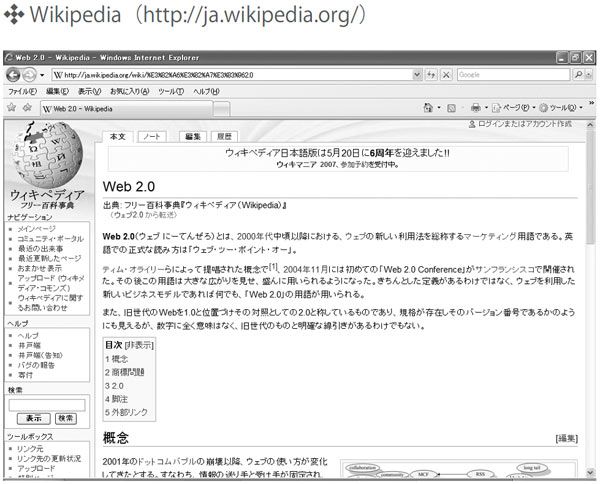 Wikipedia（http://ja.wikipedia.org/）
Web 2.0 - Wikipedia - Windows Internet Explorer
http://ja.wikipedia.org/wiki/%E3%82%A6%E3%82%A7%E3%83%962.0
Google
ファイル(F) 編集(E) 表示(V) お気に入り(A) ツール(T) ヘルプ(H)
Web 2.0 - Wikipedia
ページ(P) ツール(O)
ログインまたはアカウント作成
本文 ノート 編集 履歴
ウィキペディア日本語版は5月20日に6周年を迎えました!!
ウィキマニア 2007、参加予約を受付中。
ウィキペディア
フリー百科事典
ナビゲーション
メインページ
コミュニティ・ポータル
最近の出来事
最近更新したページ
おまかせ表示
アップロード (ウィキメディア・コモンズ)
ウィキペディアに関するお問い合わせ
ヘルプ
ヘルプ
井戸端
井戸端(告知)
バグの報告
寄付
検索
表示 検索
ツールボックス
リンク元
リンク先の更新状況
アップロード
Web 2.0
出典: フリー百科事典『ウィキペディア（Wikipedia）』
（ウェブ2.0 から転送）
Web 2.0(ウェブ にーてんぜろ)とは、2000年代中頃以降における、ウェブの新しい利用法を総称するマーケティング用語である。英
語での正式な読み方は「ウェブ・ツー・ポイント・オー」。
ティム・オライリーらによって提唱された概念で[1]、2004年11月には初めての「Web 2.0 Conference」がサンフランシスコで開催され
た。その後この用語は大きな広がりを見せ、盛んに用いられるようになった。きちんとした定義があるわけではなく、ウェブを利用した
新しいビジネスモデルであれば何でも、「Web 2.0」の用語が用いられる。
また、旧世代のWebを1.0と位置づけその対照としての2.0と称しているものであり、規格が存在しそのバージョン番号であるかのよう
にも見えるが、数字に全く意味はなく、旧世代のものと明確な線引きがあるわけでもない。
目次 [非表示]
1 概念
2 商標問題
3 2.0
4 脚注
5 外部リンク
概念
[編集]
2001年のドットコムバブルの崩壊以降、ウェブの使い方が変化
してきたとする。すなわち、情報の送り手と受け手が固定され
collaboration
community
MCF
RSS
long tail